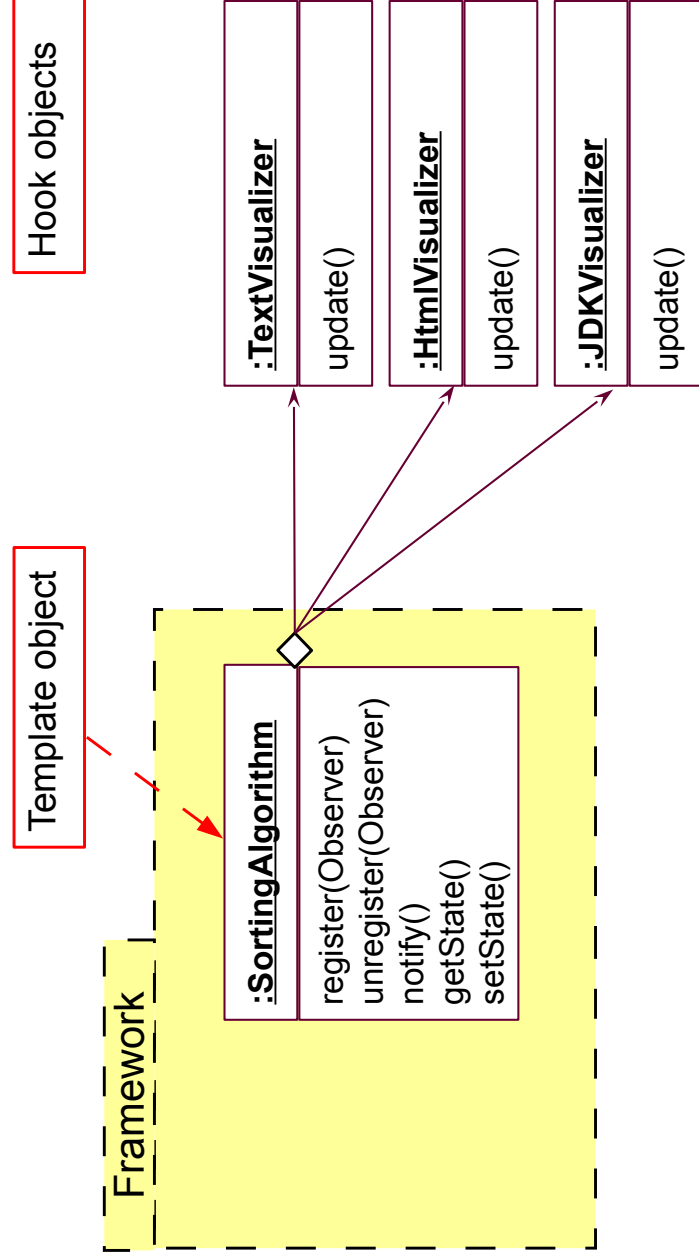 Framework
Template object
Hook objects
:SortingAlgorithm
register(Observer)
unregister(Observer)
notify()
getState()
setState()
:TextVisualizer
update()
:HtmlVisualizer
update()
:JDKVisualizer
update()